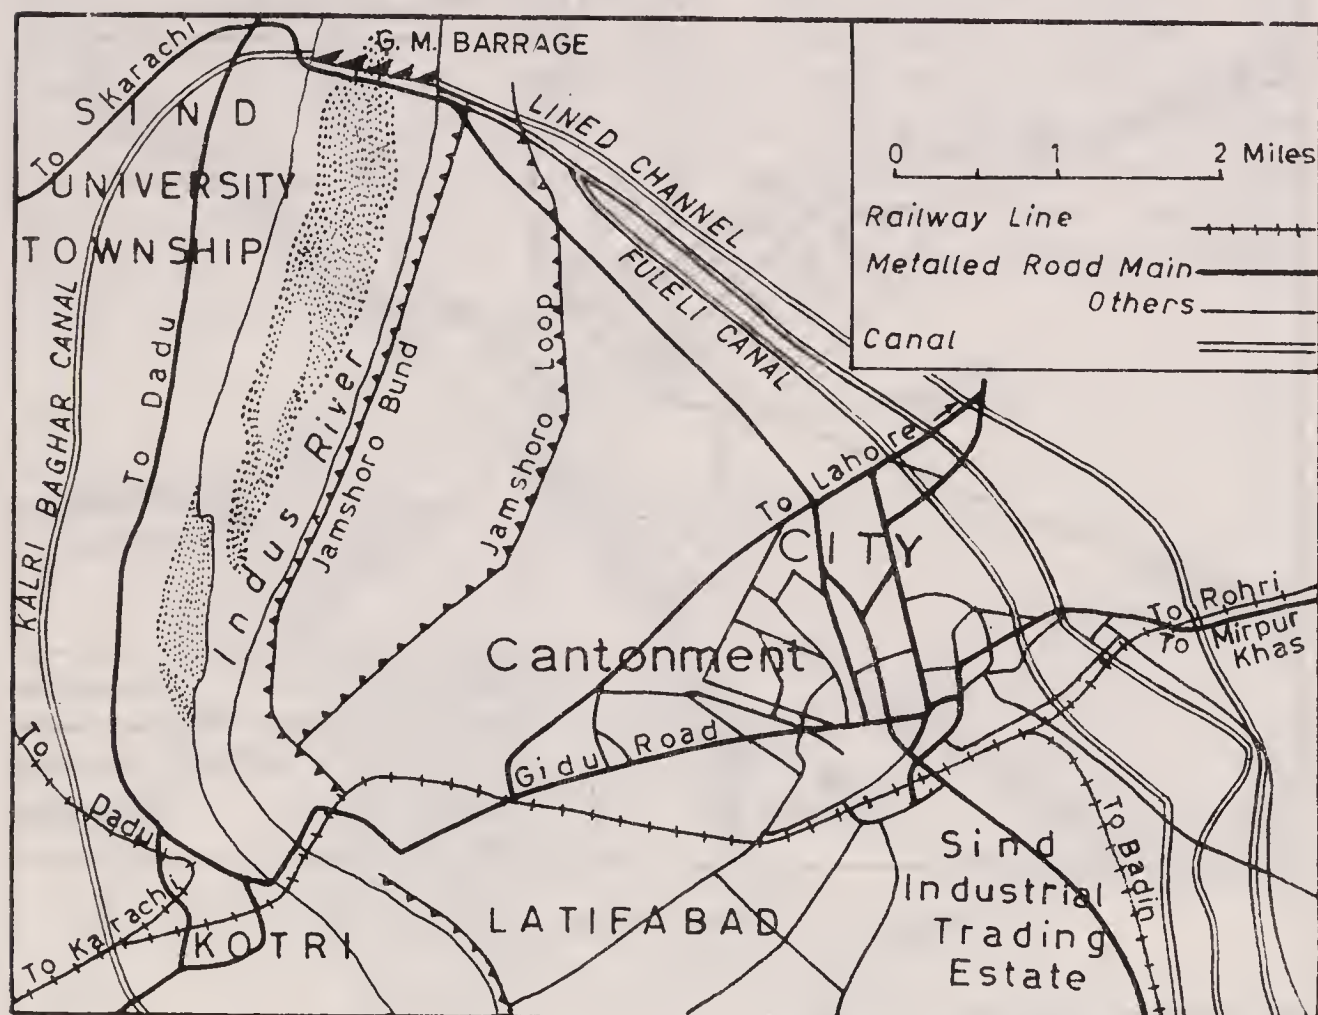 G. M. BARRAGE
To Karachi
SIND
UNIVERSITY
TOWNSHIP
LINED CHANNEL
FULELI CANAL
0 1 2 Miles
Railway Line
Metalled Road Main
Others
Canal
KALRI BAGHAR CANAL
To Dadu
Indus River
Jamshoro Bund
Jamshoro Loop
To Lahore
CITY
Cantonment
To Rohri
To Mirpur
Khas
Gidu Road
To Dadu
To Karachi
KOTRI
LATIFABAD
To Badin
Sind
Industrial
Trading
Estate